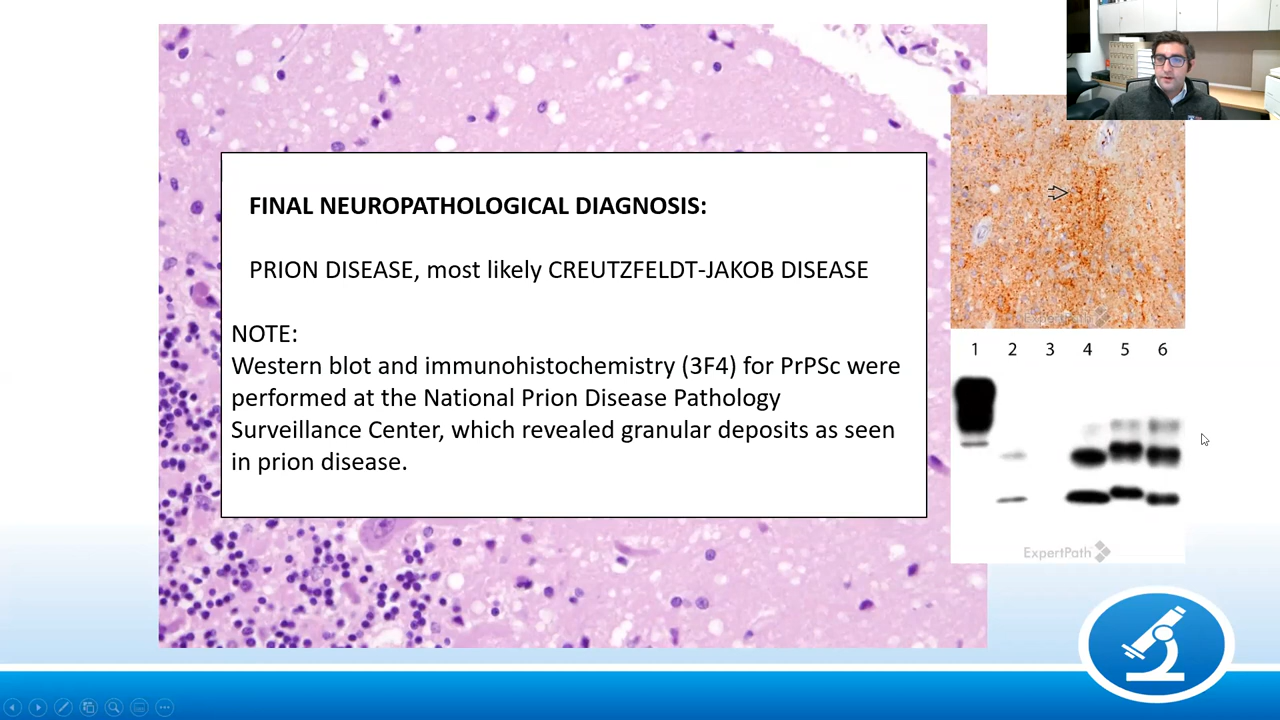 FINAL NEUROPATHOLOGICAL DIAGNOSIS:
PRION DISEASE, most likely CREUTZFELDT-JAKOB DISEASE
NOTE:
Western blot and immunohistochemistry (3F4) for PrPSc were
performed at the National Prion Disease Pathology
Surveillance Center, which revealed granular deposits as seen
in prion disease.
ExpertPath
1 2 3 4 5 6
ExpertPath